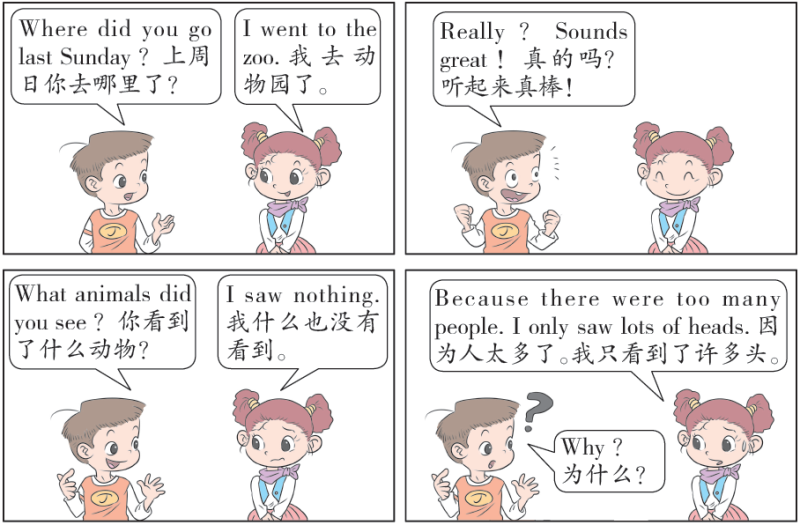 Where did you go
last Sunday？上周
日你去哪里了？
I went to the
zoo. 我去动
物园了。
Really？ Sounds
great！真的吗？
听起来真棒！
What animals did
you see？你看到
了什么动物？
I saw nothing.
我什么也没有
看到。
Why？
为什么？
Because there were too many
people. I only saw lots of heads. 因
为人太多了。我只看到了许多头。